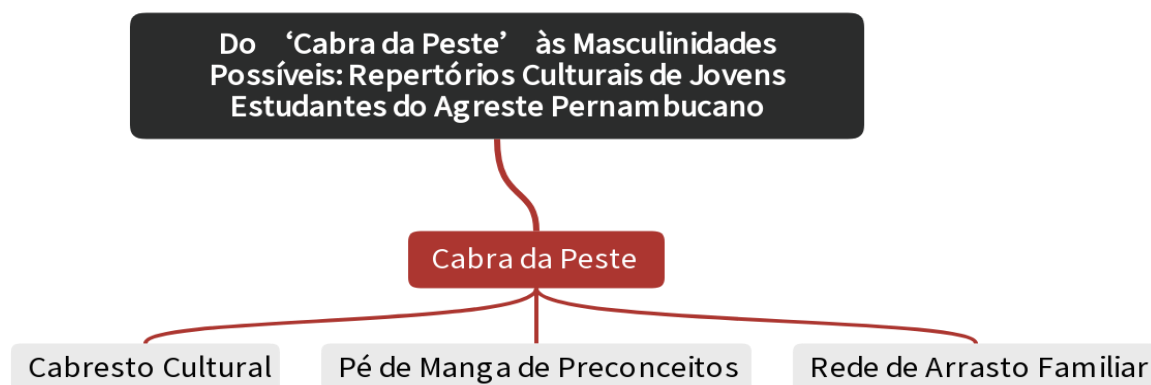 Do ‘Cabra da Peste’ às Masculinidades
Possíveis: Repertórios Culturais de Jovens
Estudantes do Agreste Pernambucano
Cabra da Peste
Cabresto Cultural
Pé de Manga de Preconceitos
Rede de Arrasto Familiar